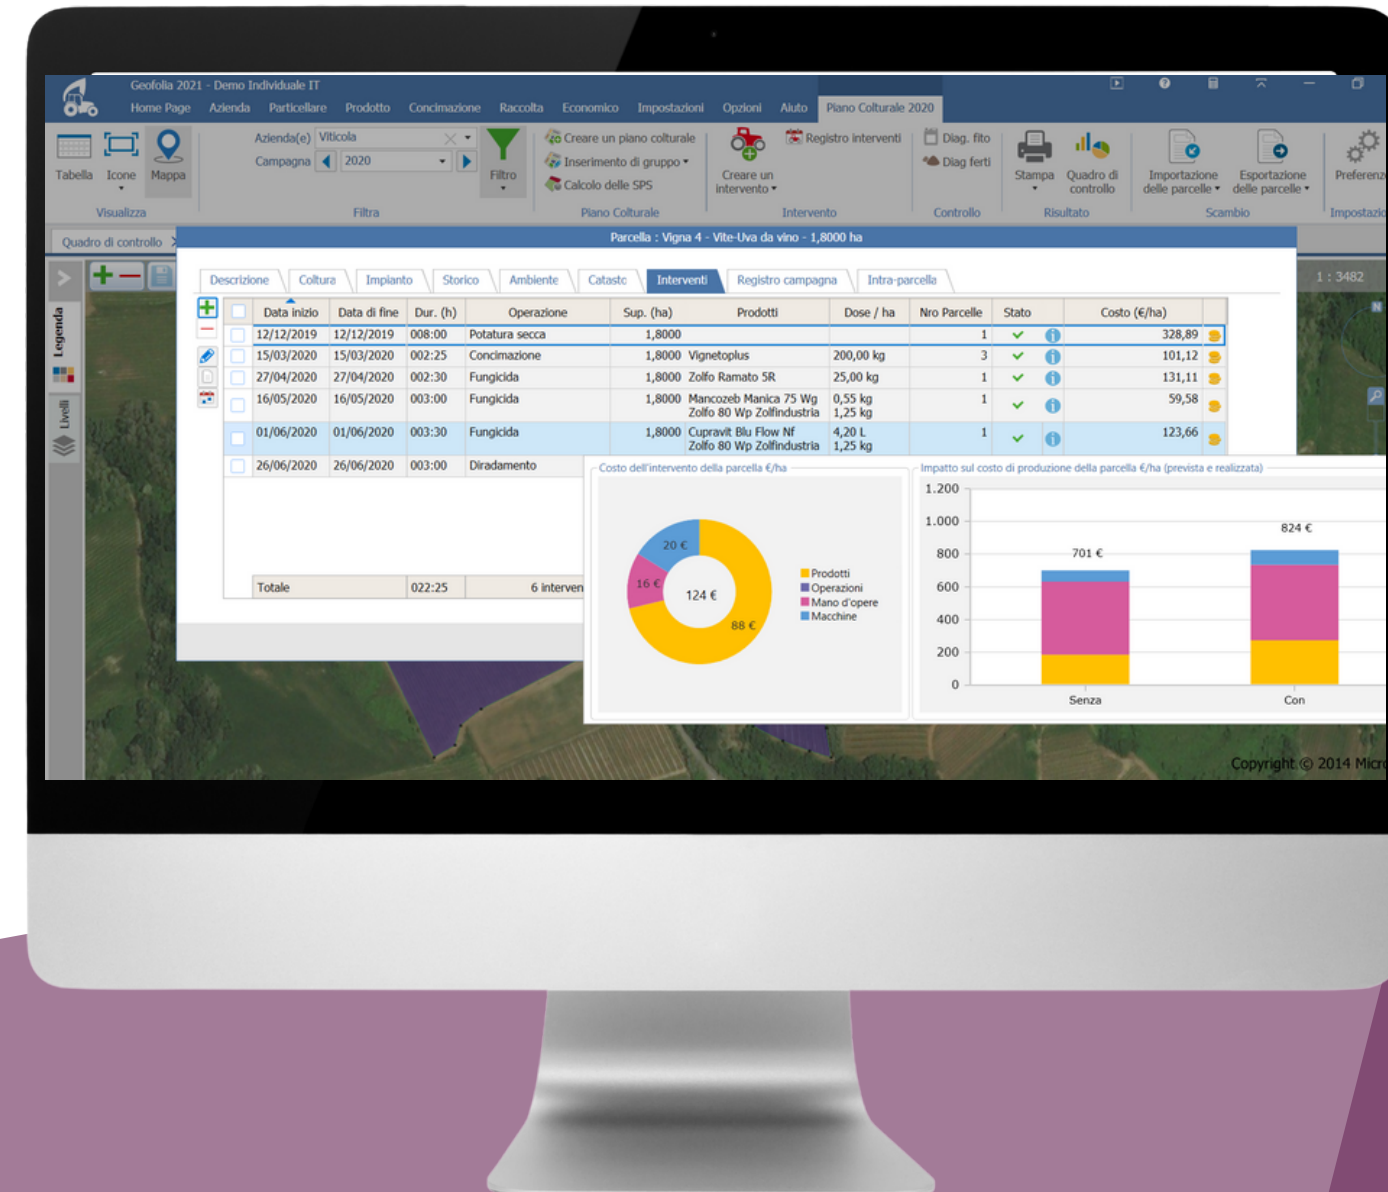 Geofolia 2021 - Demo Individuale IT
Home Page Azienda Particellare Prodotto Concimazione Raccolta Economico Impostazioni Opzioni Aiuto Piano Colturale 2020
Tabella Icone Mappa
Visualizza
Azienda(e) Viticola
Campagna 2020
Filtro
Filtra
Creare un piano colturale
Inserimento di gruppo
Calcolo delle SPS
Piano Colturale
Creare un
intervento
Registro interventi
Intervento
Diag. fito
Diag ferti
Controllo
Stampa
Quadro di
controllo
Risultato
Importazione
delle parcelle
Esportazione
delle parcelle
Scambio
Preferenze
Impostazio
Quadro di controllo
Parcella : Vigna 4 - Vite-Uva da vino - 1,8000 ha
1 : 3482
N
Legenda
Livelli
Descrizione Coltura Impianto Storico Ambiente Catasto Interventi Registro campagna Intra-parcella
Data inizio Data di fine Dur. (h) Operazione Sup. (ha) Prodotti Dose / ha Nro Parcelle Stato Costo (€/ha)
12/12/2019 12/12/2019 008:00 Potatura secca 1,8000 1 328,89
15/03/2020 15/03/2020 002:25 Concimazione 1,8000 Vignetoplus 200,00 kg 3 101,12
27/04/2020 27/04/2020 002:30 Fungicida 1,8000 Zolfo Ramato 5R 25,00 kg 1 131,11
16/05/2020 16/05/2020 003:00 Fungicida 1,8000 Mancozeb Manica 75 Wg 0,55 kg 1 59,58
Zolfo 80 Wp Zolfindustria 1,25 kg
01/06/2020 01/06/2020 003:30 Fungicida 1,8000 Cupravit Blu Flow Nf 4,20 L 1 123,66
Zolfo 80 Wp Zolfindustria 1,25 kg
26/06/2020 26/06/2020 003:00 Diradamento
Totale 022:25 6 interven
Costo dell'intervento della parcella €/ha
20 €
16 €
124 €
88 €
Prodotti
Operazioni
Mano d'opere
Macchine
Impatto sul costo di produzione della parcella €/ha (prevista e realizzata)
1.200
1.000
800
600
400
200
0
701 €
824 €
Senza
Con
Copyright © 2014 Micro